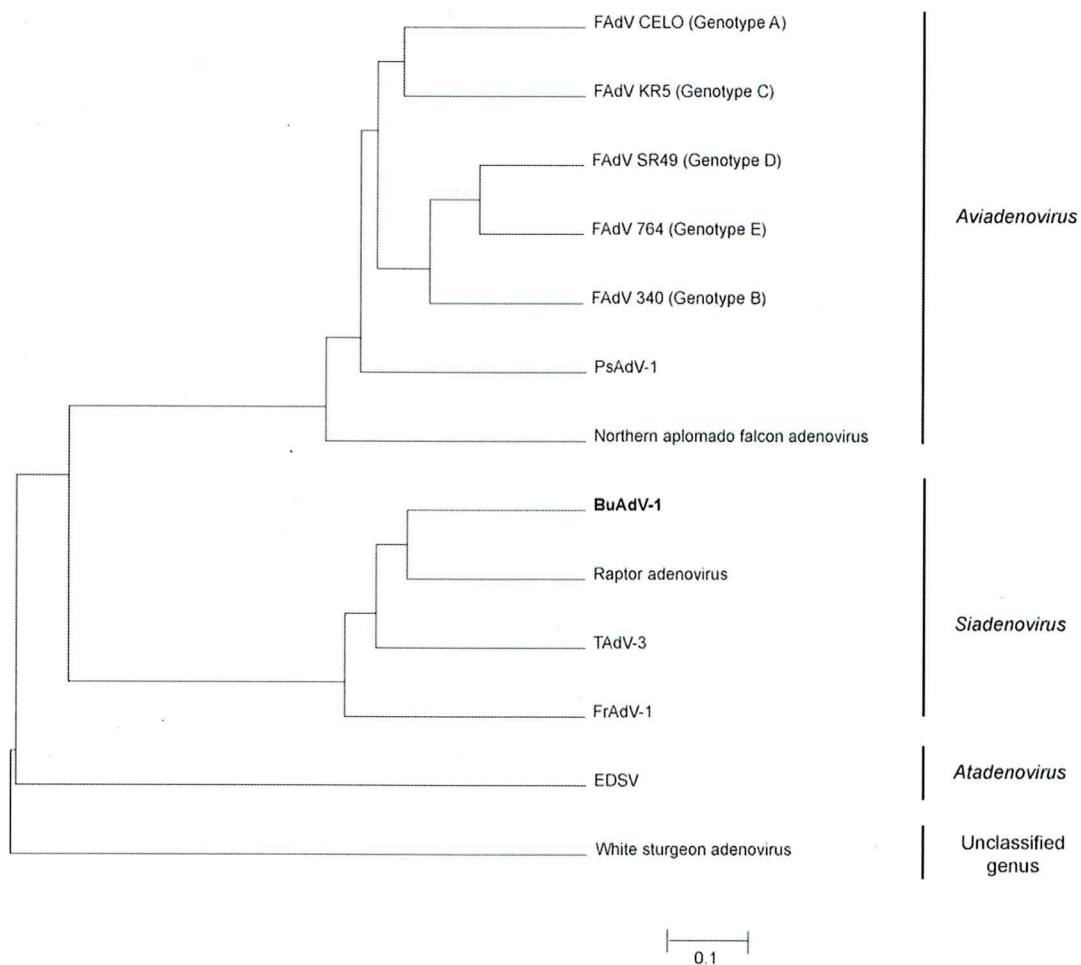 FAdV CELO (Genotype A)
FAdV KR5 (Genotype C)
FAdV SR49 (Genotype D)
FAdV 764 (Genotype E)
FAdV 340 (Genotype B)
PsAdV-1
Northern aplomado falcon adenovirus
Aviadenovirus
BuAdV-1
Raptor adenovirus
TAdV-3
FrAdV-1
Siadenovirus
EDSV
Atadenovirus
White sturgeon adenovirus
Unclassified
genus
0.1